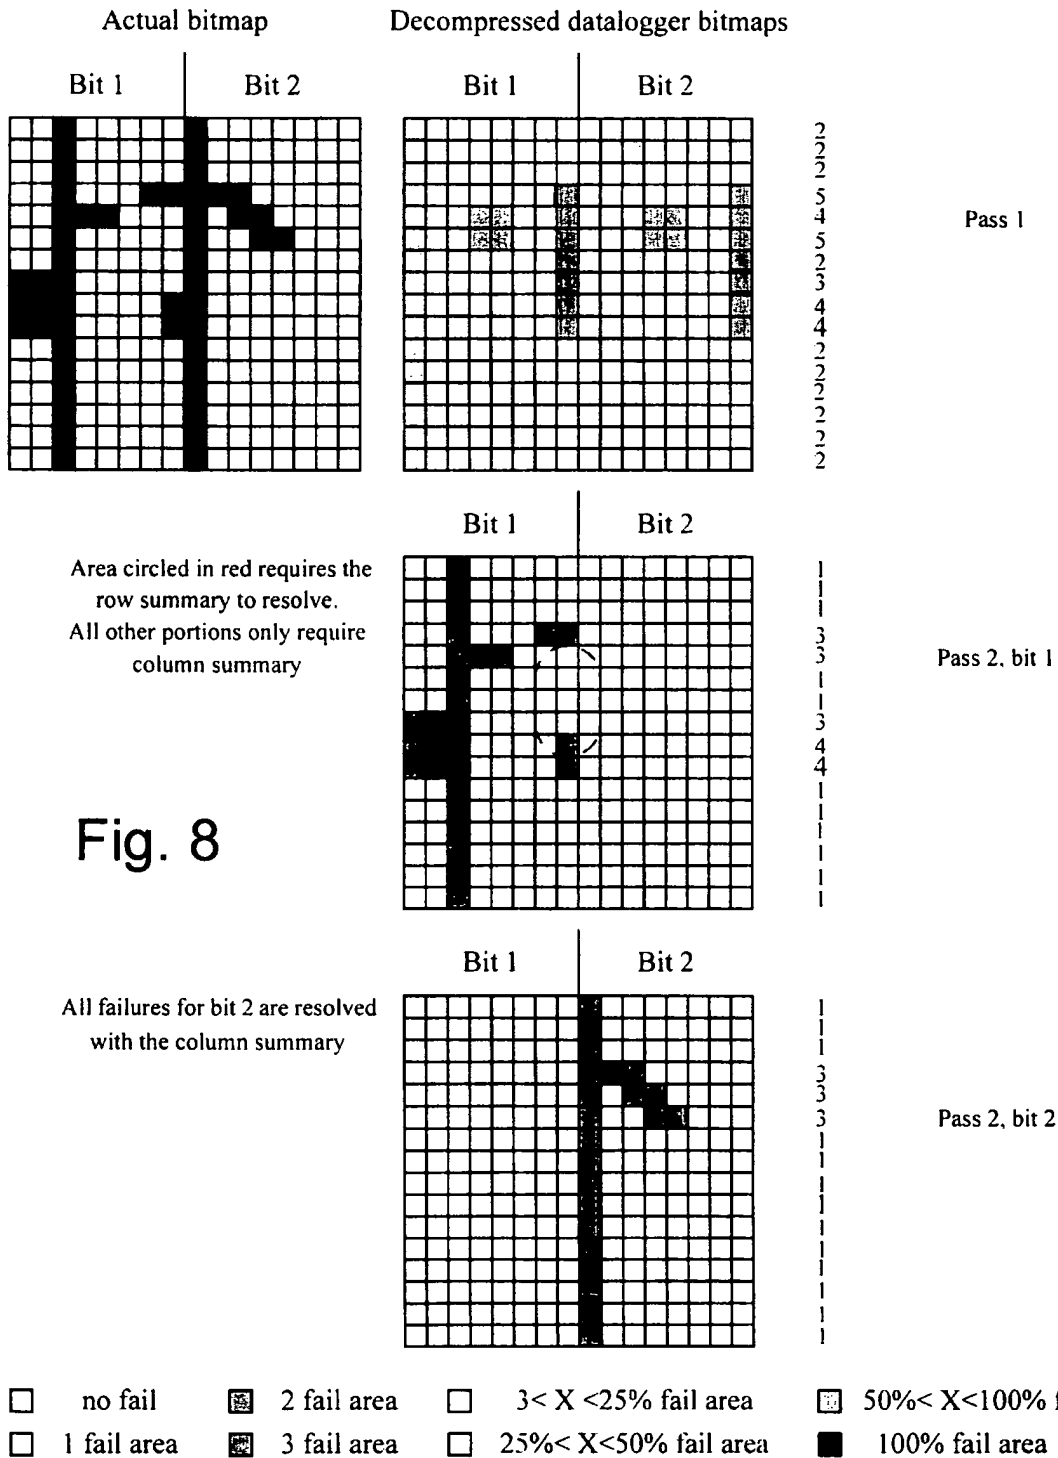 Actual bitmap
Decompressed datalogger bitmaps
Bit 1
Bit 2
Bit 1
Bit 2
2
2
2
5
4
5
2
3
4
4
2
2
2
2
2
2
Pass 1
Bit 1
Bit 2
Area circled in red requires the
row summary to resolve.
All other portions only require
column summary
1
1
1
3
3
1
1
3
4
4
1
1
1
1
1
1
Pass 2, bit 1
Fig. 8
Bit 1
Bit 2
All failures for bit 2 are resolved
with the column summary
1
1
1
3
3
3
1
1
1
1
1
1
1
1
1
1
Pass 2, bit 2
no fail
2 fail area
3< X <25% fail area
50%< X<100% f
1 fail area
3 fail area
25%< X<50% fail area
100% fail area